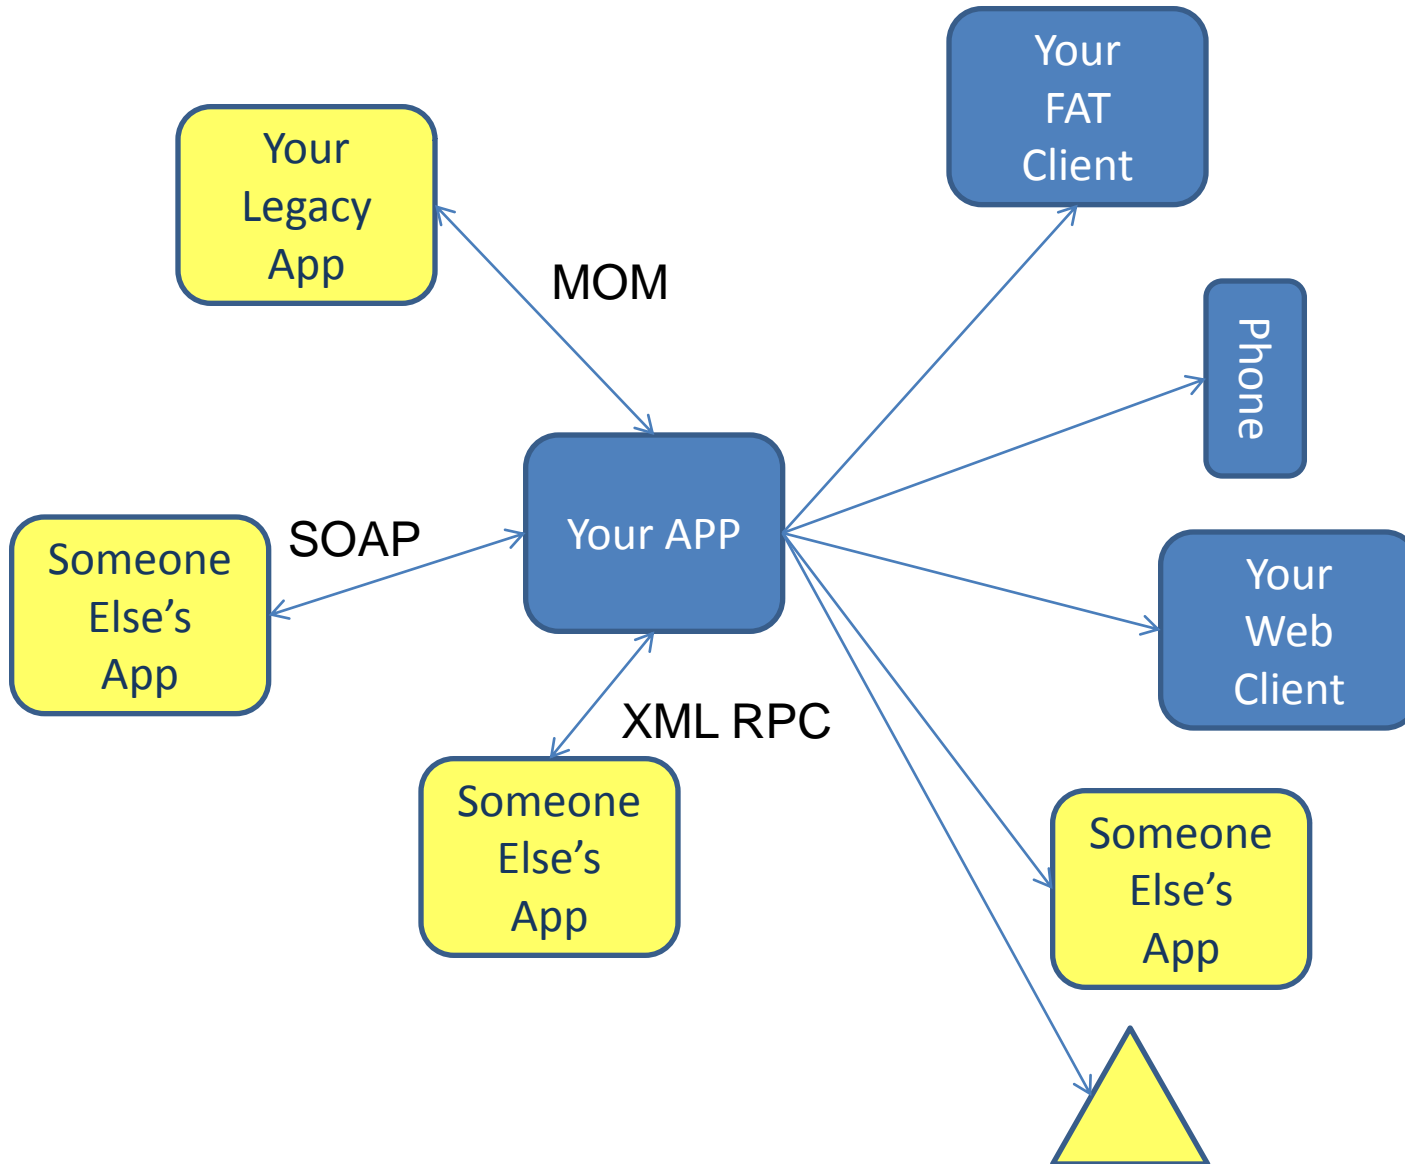 Your
FAT
Client
Your
Legacy
App
MOM
Phone
Your APP
SOAP
Someone
Else’s
App
Your
Web
Client
XML RPC
Someone
Else’s
App
Someone
Else’s
App